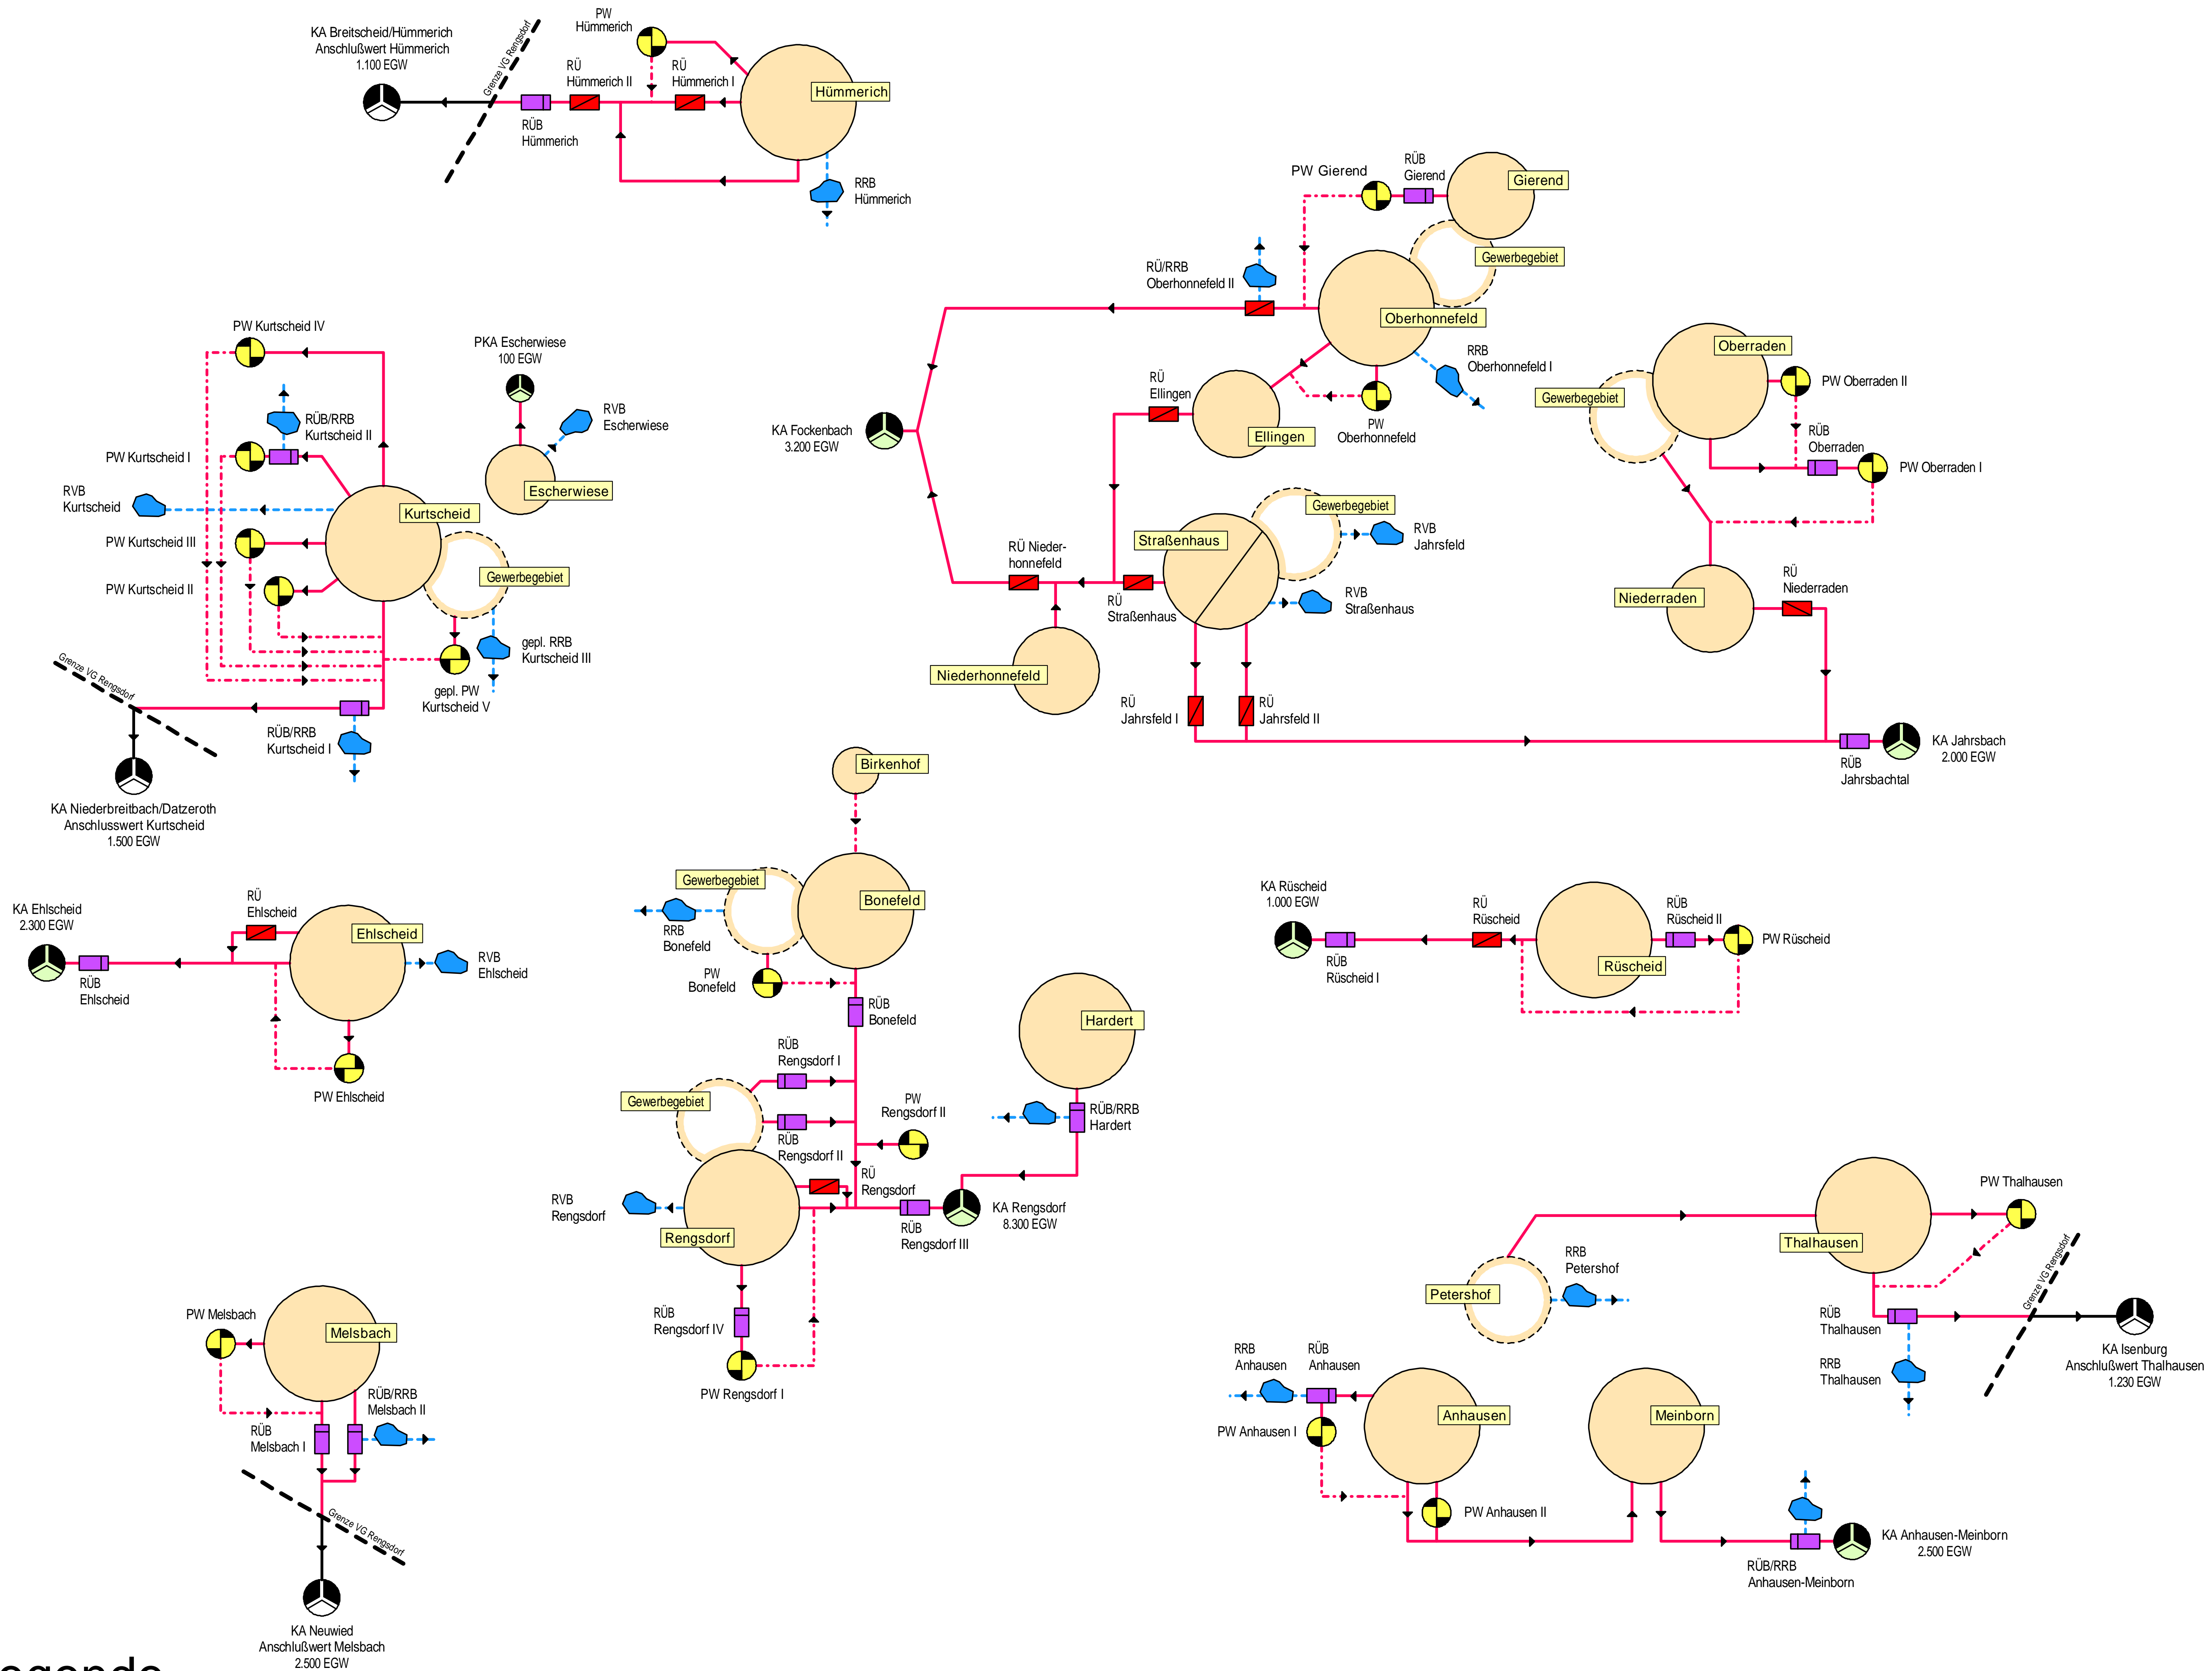 KA Breitscheid/Hümmerich
Anschlußwert Hümmerich
1.100 EGW
Grenze VG Rengsdorf
PW
Hümmerich
RÜ
Hümmerich II
RÜ
Hümmerich I
Hümmerich
RÜB
Hümmerich
RRB
Hümmerich
PW Gierend
RÜB
Gierend
Gierend
Gewerbegebiet
RÜ/RRB
Oberhonnefeld II
Oberhonnefeld
RRB
Oberhonnefeld I
RÜ
Ellingen
Ellingen
PW
Oberhonnefeld
KA Fockenbach
3.200 EGW
Oberraden
Gewerbegebiet
PW Oberraden II
RÜB
Oberraden
PW Oberraden I
PW Kurtscheid IV
RÜB/RRB
Kurtscheid II
PW Kurtscheid I
RVB
Kurtscheid
Kurtscheid
PW Kurtscheid III
PW Kurtscheid II
Gewerbegebiet
gepl. RRB
Kurtscheid III
gepl. PW
Kurtscheid V
RÜB/RRB
Kurtscheid I
Grenze VG Rengsdorf
KA Niederbreitbach/Datzeroth
Anschlusswert Kurtscheid
1.500 EGW
PKA Escherwiese
100 EGW
RVB
Escherwiese
Escherwiese
Gewerbegebiet
Straßenhaus
RVB
Jahrsfeld
RVB
Straßenhaus
RÜ Nieder-
honnefeld
RÜ
Straßenhaus
Niederhonnefeld
RÜ
Jahrsfeld I
RÜ
Jahrsfeld II
Niederraden
RÜ
Niederraden
KA Jahrsbach
2.000 EGW
RÜB
Jahrsbachtal
Birkenhof
Gewerbegebiet
Bonefeld
RRB
Bonefeld
PW
Bonefeld
RÜB
Bonefeld
KA Ehlscheid
2.300 EGW
RÜ
Ehlscheid
Ehlscheid
RÜB
Ehlscheid
RVB
Ehlscheid
PW Ehlscheid
KA Rüscheid
1.000 EGW
RÜ
Rüscheid
RÜB
Rüscheid II
PW Rüscheid
RÜB
Rüscheid I
Rüscheid
Hardert
RÜB/RRB
Hardert
RÜB
Rengsdorf I
Gewerbegebiet
PW
Rengsdorf II
RÜB
Rengsdorf II
RÜ
Rengsdorf
RVB
Rengsdorf
Rengsdorf
RÜB
Rengsdorf III
KA Rengsdorf
8.300 EGW
RÜB
Rengsdorf IV
PW Rengsdorf I
PW Thalhausen
Thalhausen
RRB
Petershof
Petershof
Grenze VG Rengsdorf
RÜB
Thalhausen
RRB
Thalhausen
KA Isenburg
Anschlußwert Thalhausen
1.230 EGW
PW Melsbach
Melsbach
RÜB/RRB
Melsbach II
RÜB
Melsbach I
Grenze VG Rengsdorf
KA Neuwied
Anschlußwert Melsbach
2.500 EGW
RRB
Anhausen
RÜB
Anhausen
Anhausen
Meinborn
PW Anhausen I
PW Anhausen II
KA Anhausen-Meinborn
2.500 EGW
RÜB/RRB
Anhausen-Meinborn